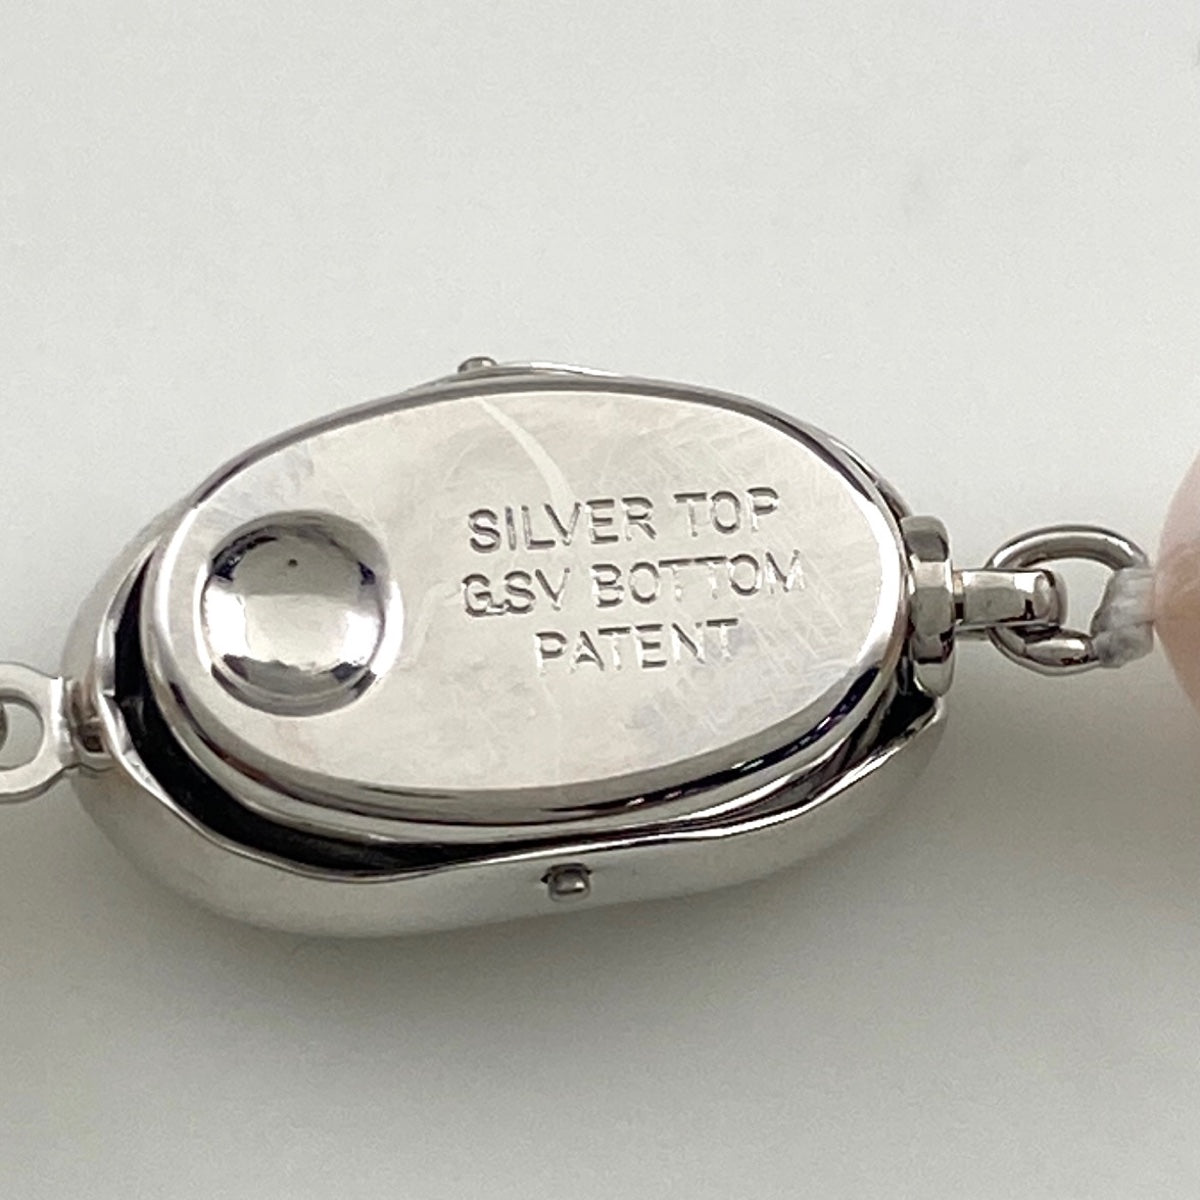 SILVER TOP
G.SV BOTTOM
PATENT